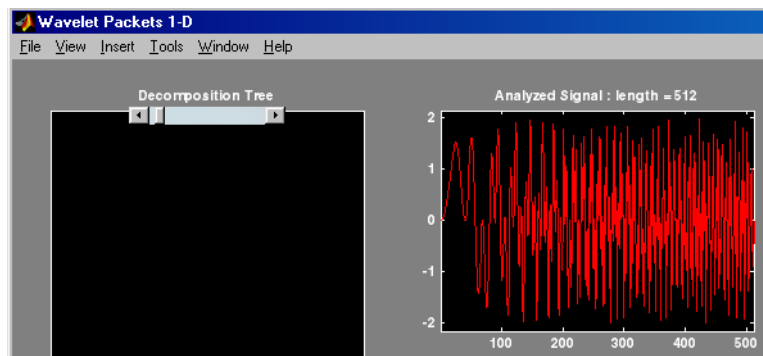 Wavelet Packets 1-D
File View Insert Tools Window Help
Decomposition Tree
Analyzed Signal : length = 512
2
1
0
-1
-2
100 200 300 400 500